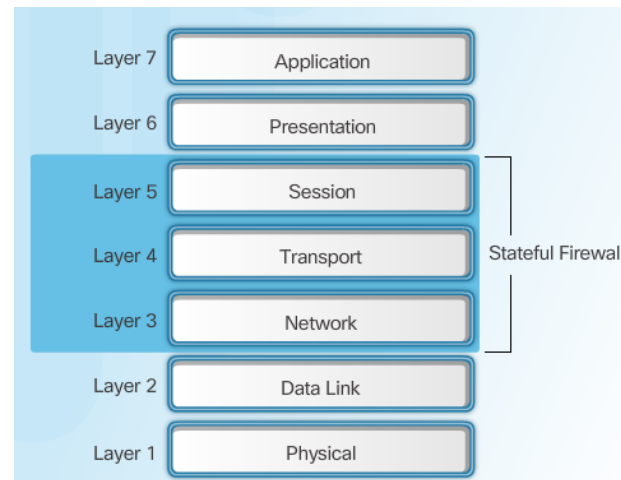 Layer 7 Application
Layer 6 Presentation
Layer 5 Session
Layer 4 Transport Stateful Firewal
Layer 3 Network
Layer 2 Data Link
Layer 1 Physical